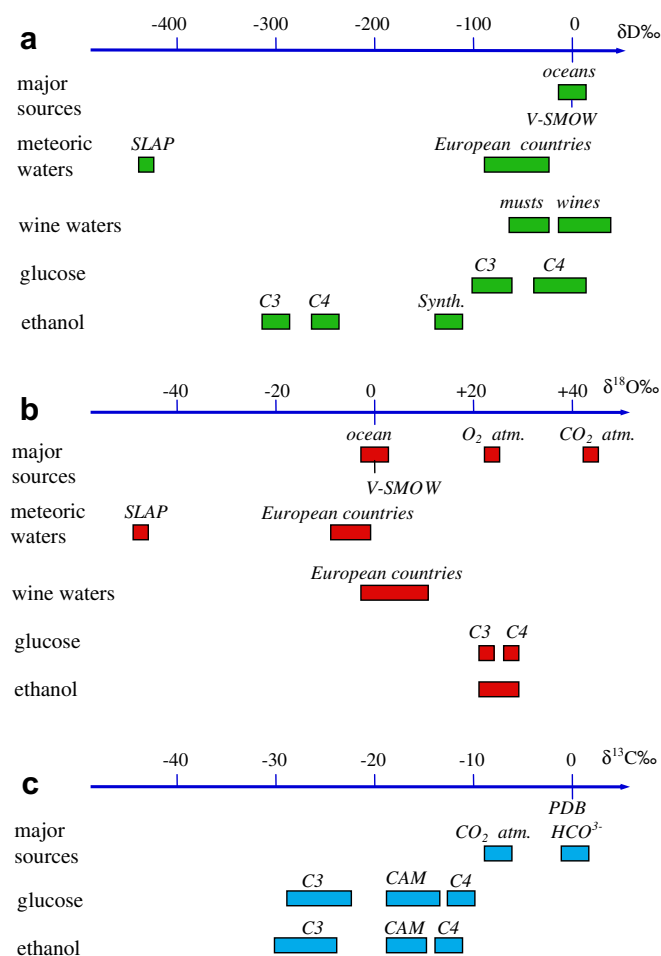 a
-400 -300 -200 -100 0 δD‰
major
sources
oceans
V-SMOW
meteoric
waters
SLAP
European countries
wine waters
musts wines
glucose
C3 C4
ethanol
C3 C4 Synth.
b
-40 -20 0 +20 +40 δ¹⁸O‰
major
sources
ocean O₂ atm. CO₂ atm.
V-SMOW
meteoric
waters
SLAP European countries
wine waters
European countries
glucose
C3 C4
ethanol
c
-40 -30 -20 -10 0 δ¹³C‰
major
sources
PDB
CO₂ atm. HCO³⁻
glucose
C3 CAM C4
ethanol
C3 CAM C4